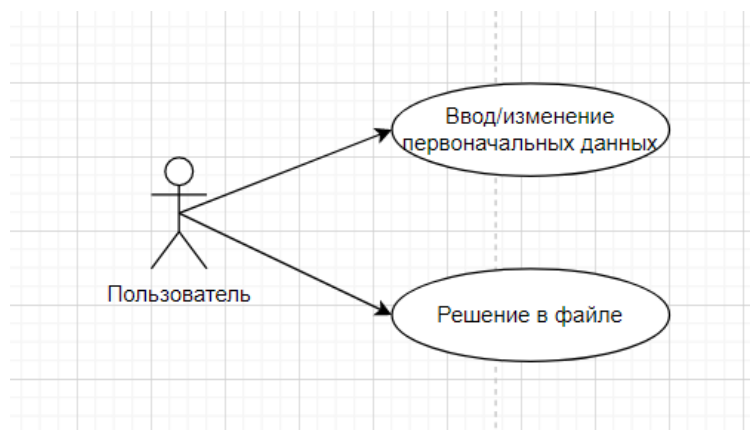 Ввод/изменение
первоначальных данных
Пользователь
Решение в файле